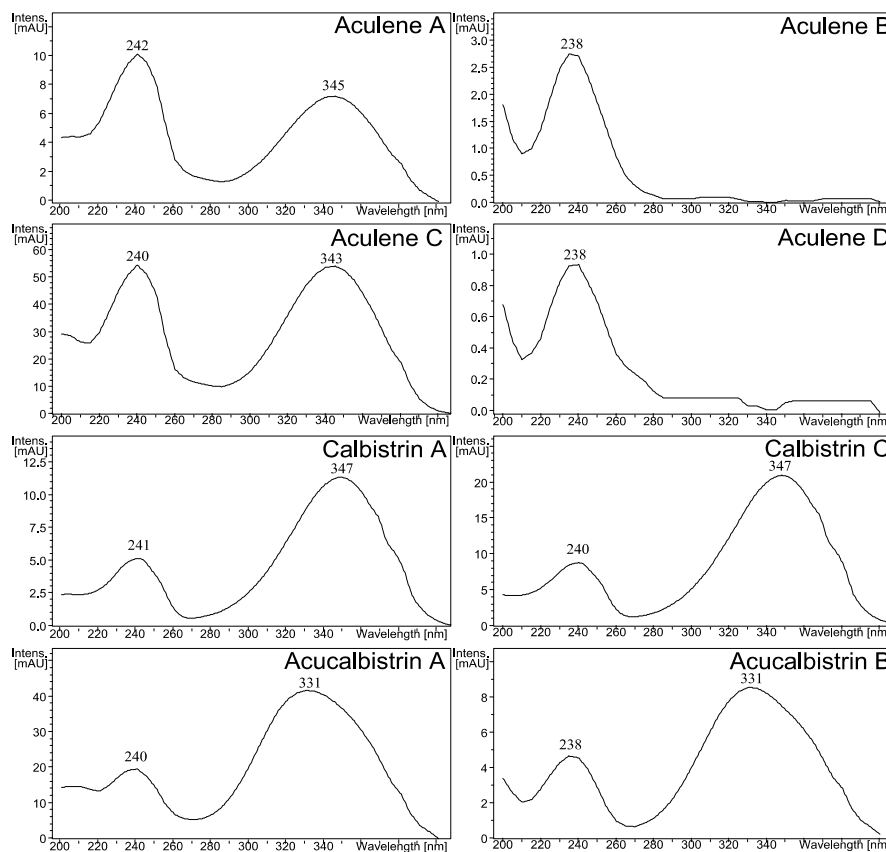 Intens.
[mAU]
Aculene A
242
345
10
8
6
4
2
0
200 220 240 260 280 300 320 340 Wavelength [nm]
Intens.
[mAU]
Aculene B
238
3.0
2.5
2.0
1.5
1.0
0.5
0.0
200 220 240 260 280 300 320 340 Wavelength [nm]
Intens.
[mAU]
Aculene C
240
343
60
50
40
30
20
10
0
200 220 240 260 280 300 320 340 Wavelength [nm]
Intens.
[mAU]
Aculene D
238
1.0
0.8
0.6
0.4
0.2
0.0
200 220 240 260 280 300 320 340 Wavelength [nm]
Intens.
[mAU]
Calbistrin A
347
241
12.5
10.0
7.5
5.0
2.5
0.0
200 220 240 260 280 300 320 340 Wavelength [nm]
Intens.
[mAU]
Calbistrin C
347
240
20
15
10
5
0
200 220 240 260 280 300 320 340 Wavelength [nm]
Intens.
[mAU]
Acucalbistrin A
331
240
40
30
20
10
0
200 220 240 260 280 300 320 340 Wavelength [nm]
Intens.
[mAU]
Acucalbistrin B
331
238
8
6
4
2
0
200 220 240 260 280 300 320 340 Wavelength [nm]